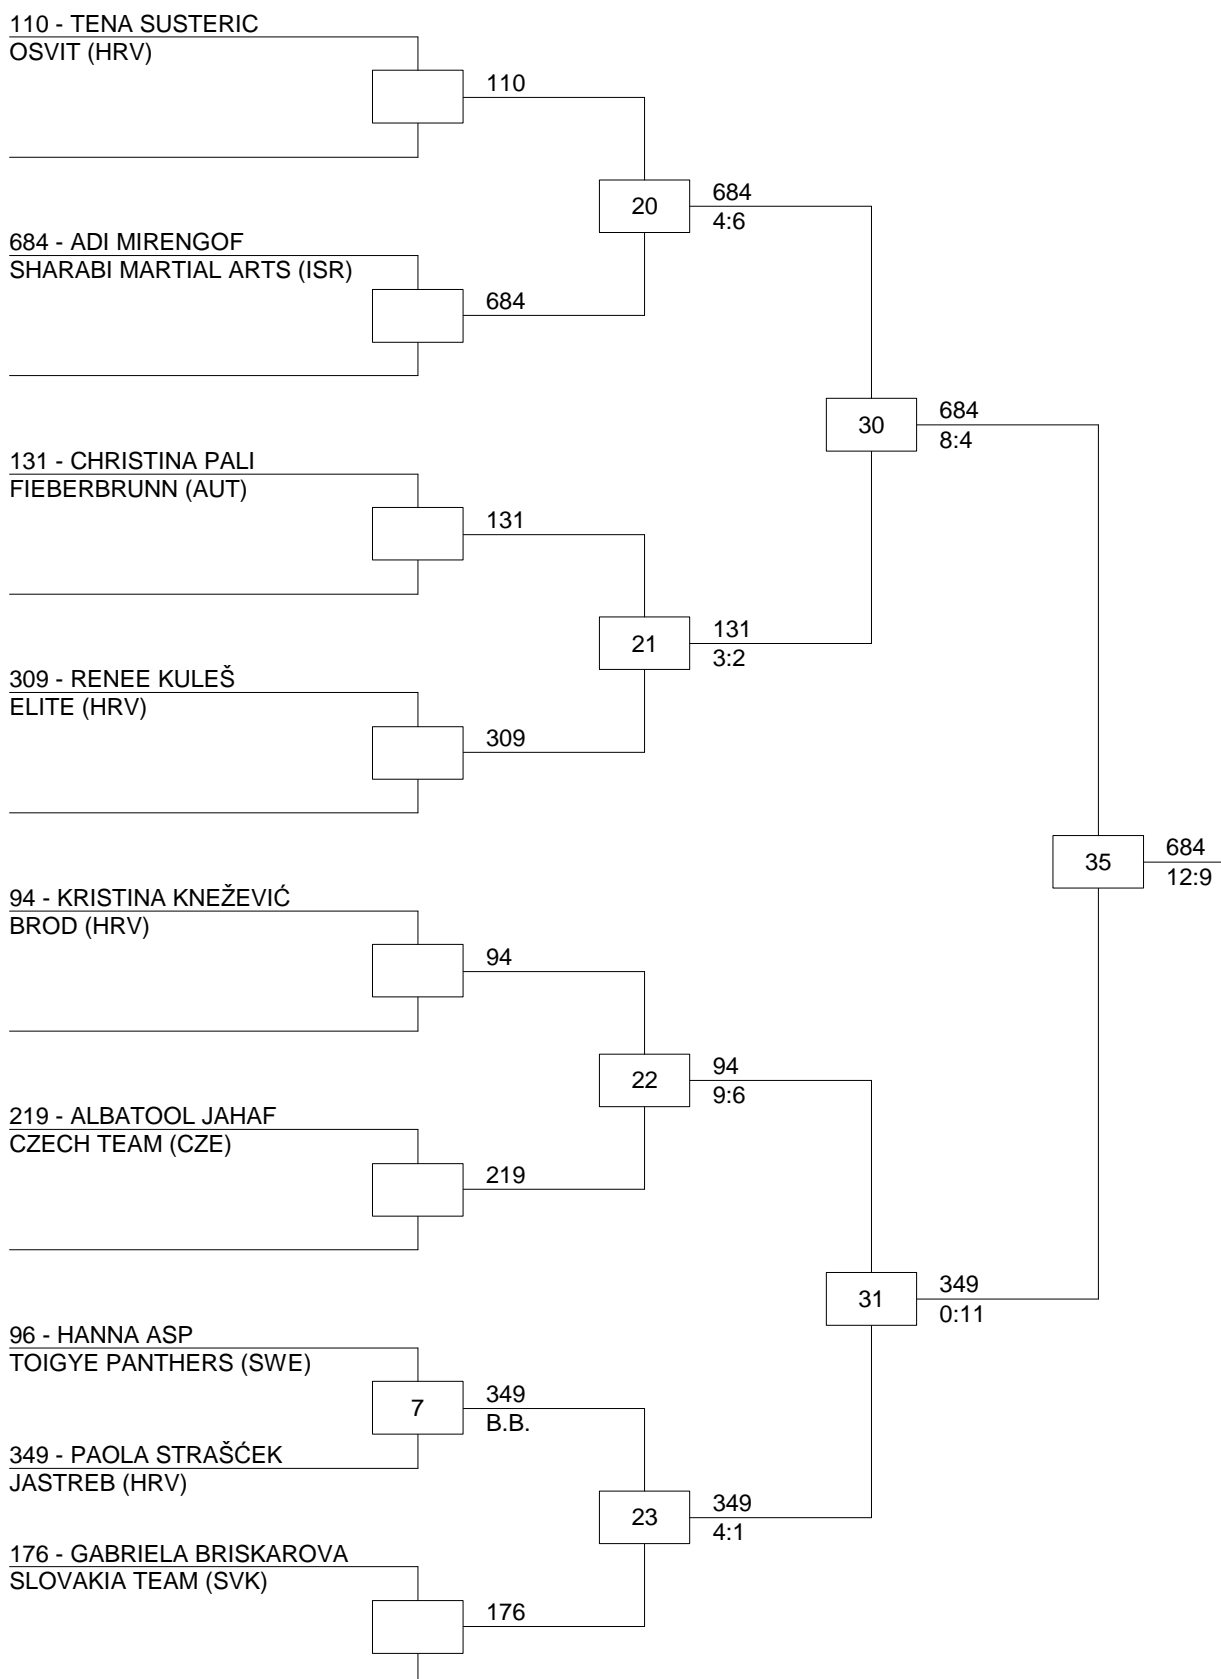 110 - TENA SUSTERIC
OSVIT (HRV)
110
20
684
4:6
684 - ADI MIRENGOF
SHARABI MARTIAL ARTS (ISR)
684
30
684
8:4
131 - CHRISTINA PALI
FIEBERBRUNN (AUT)
131
21
131
3:2
309 - RENEE KULEŠ
ELITE (HRV)
309
35
684
12:9
94 - KRISTINA KNEŽEVIĆ
BROD (HRV)
94
22
94
9:6
219 - ALBATOOL JAHAF
CZECH TEAM (CZE)
219
31
349
0:11
96 - HANNA ASP
TOIGYE PANTHERS (SWE)
7
349
B.B.
349 - PAOLA STRAŠĆEK
JASTREB (HRV)
23
349
4:1
176 - GABRIELA BRISKAROVA
SLOVAKIA TEAM (SVK)
176